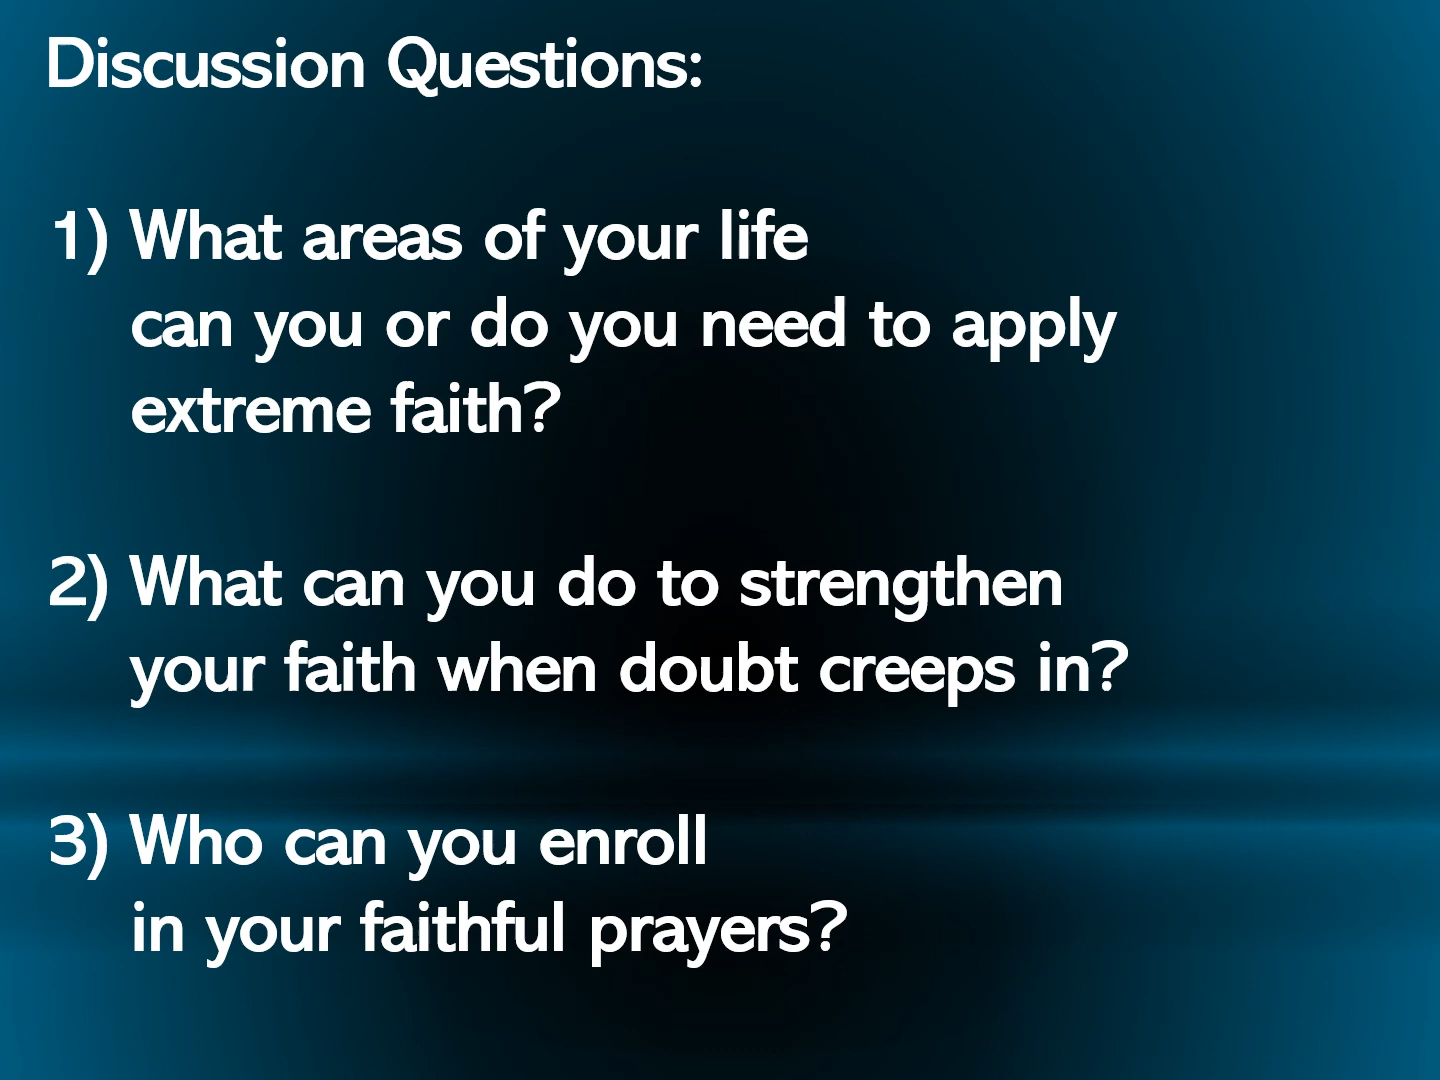 Discussion Questions:
1) What areas of your life
can you or do you need to apply
extreme faith?
2) What can you do to strengthen
your faith when doubt creeps in?
3) Who can you enroll
in your faithful prayers?